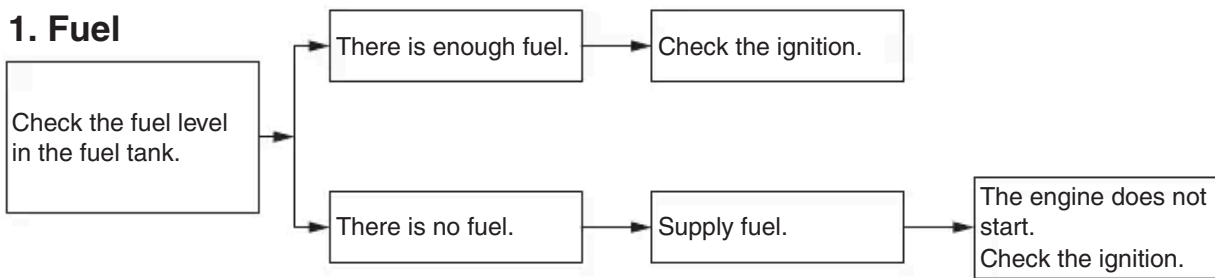 1. Fuel
Check the fuel level
in the fuel tank.
There is enough fuel.
Check the ignition.
There is no fuel.
Supply fuel.
The engine does not
start.
Check the ignition.